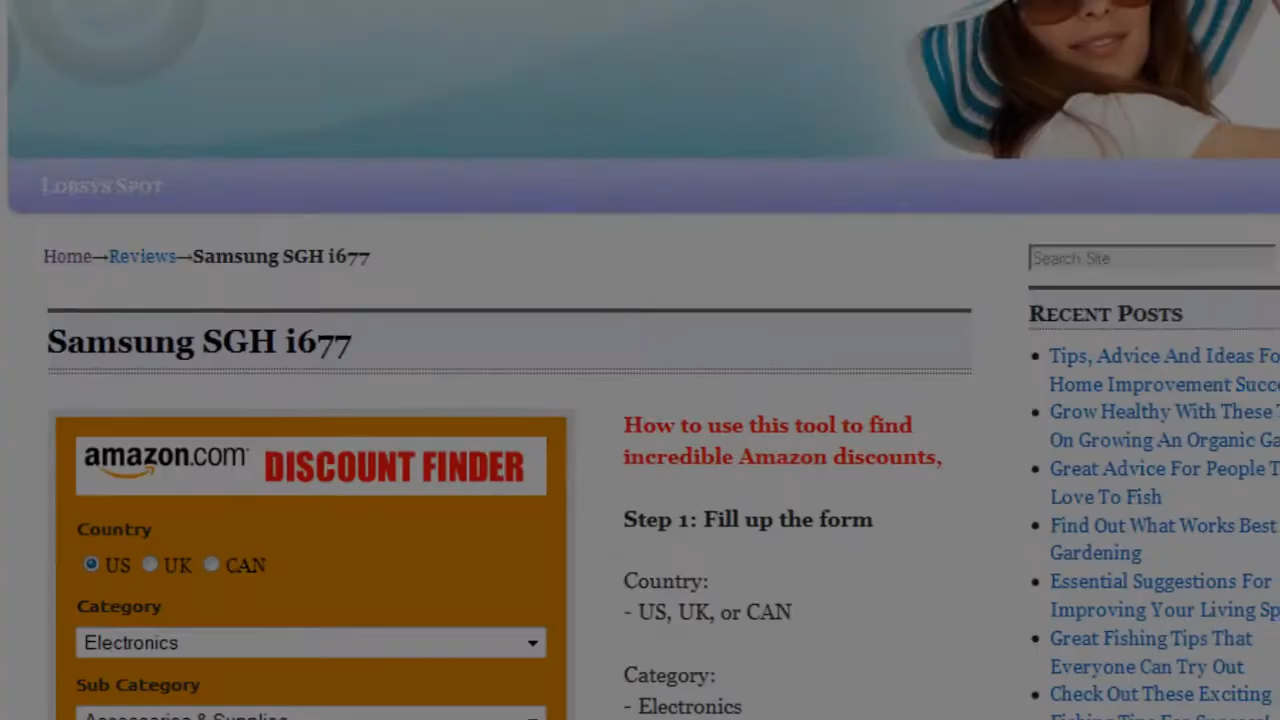 Lobsys Spot
Home→Reviews→Samsung SGH i677
Search Site
Recent Posts
Samsung SGH i677
Tips, Advice And Ideas Fo
Home Improvement Succ
Grow Healthy With These
On Growing An Organic Ga
Great Advice For People T
Love To Fish
Find Out What Works Best
Gardening
Essential Suggestions For
Improving Your Living Sp
Great Fishing Tips That
Everyone Can Try Out
Check Out These Exciting
amazon.com DISCOUNT FINDER
Country
US UK CAN
Category
Electronics
Sub Category
Accessories & Supplies
How to use this tool to find
incredible Amazon discounts,
Step 1: Fill up the form
Country:
- US, UK, or CAN
Category:
- Electronics